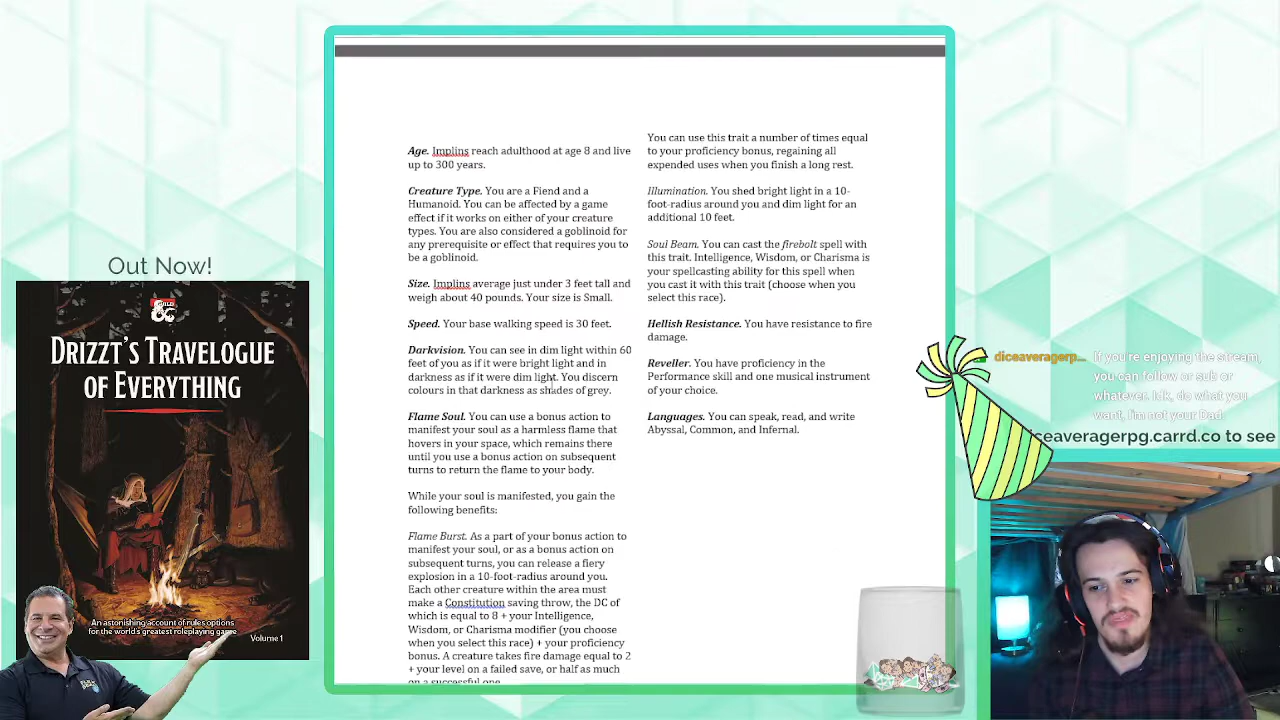 Out Now!
DRIZZT'S TRAVELOGUE
OF EVERYTHING
An astonishing account of rules options
for the world's greatest roleplaying game
Volume 1
Age. Implins reach adulthood at age 8 and live
up to 300 years.
Creature Type. You are a Fiend and a
Humanoid. You can be affected by a game
effect if it works on either of your creature
types. You are also considered a goblinoid for
any prerequisite or effect that requires you to
be a goblinoid.
Size. Implins average just under 3 feet tall and
weigh about 40 pounds. Your size is Small.
Speed. Your base walking speed is 30 feet.
Darkvision. You can see in dim light within 60
feet of you as if it were bright light and in
darkness as if it were dim light. You discern
colours in that darkness as shades of grey.
Flame Soul. You can use a bonus action to
manifest your soul as a harmless flame that
hovers in your space, which remains there
until you use a bonus action on subsequent
turns to return the flame to your body.
While your soul is manifested, you gain the
following benefits:
Flame Burst. As a part of your bonus action to
manifest your soul, or as a bonus action on
subsequent turns, you can release a fiery
explosion in a 10-foot-radius around you.
Each other creature within the area must
make a Constitution saving throw, the DC of
which is equal to 8 + your Intelligence,
Wisdom, or Charisma modifier (you choose
when you select this race) + your proficiency
bonus. A creature takes fire damage equal to 2
+ your level on a failed save, or half as much
on a successful one.
You can use this trait a number of times equal
to your proficiency bonus, regaining all
expended uses when you finish a long rest.
Illumination. You shed bright light in a 10-
foot-radius around you and dim light for an
additional 10 feet.
Soul Beam. You can cast the firebolt spell with
this trait. Intelligence, Wisdom, or Charisma is
your spellcasting ability for this spell when
you cast it with this trait (choose when you
select this race).
Hellish Resistance. You have resistance to fire
damage.
Reveller. You have proficiency in the
Performance skill and one musical instrument
of your choice.
Languages. You can speak, read, and write
Abyssal, Common, and Infernal.
diceaveragerp... If you're enjoying the stream,
you can follow or sub or
whatever. Idk, do what you
want, I'm not your Dad.
iceaveragerpg.carrd.co to see